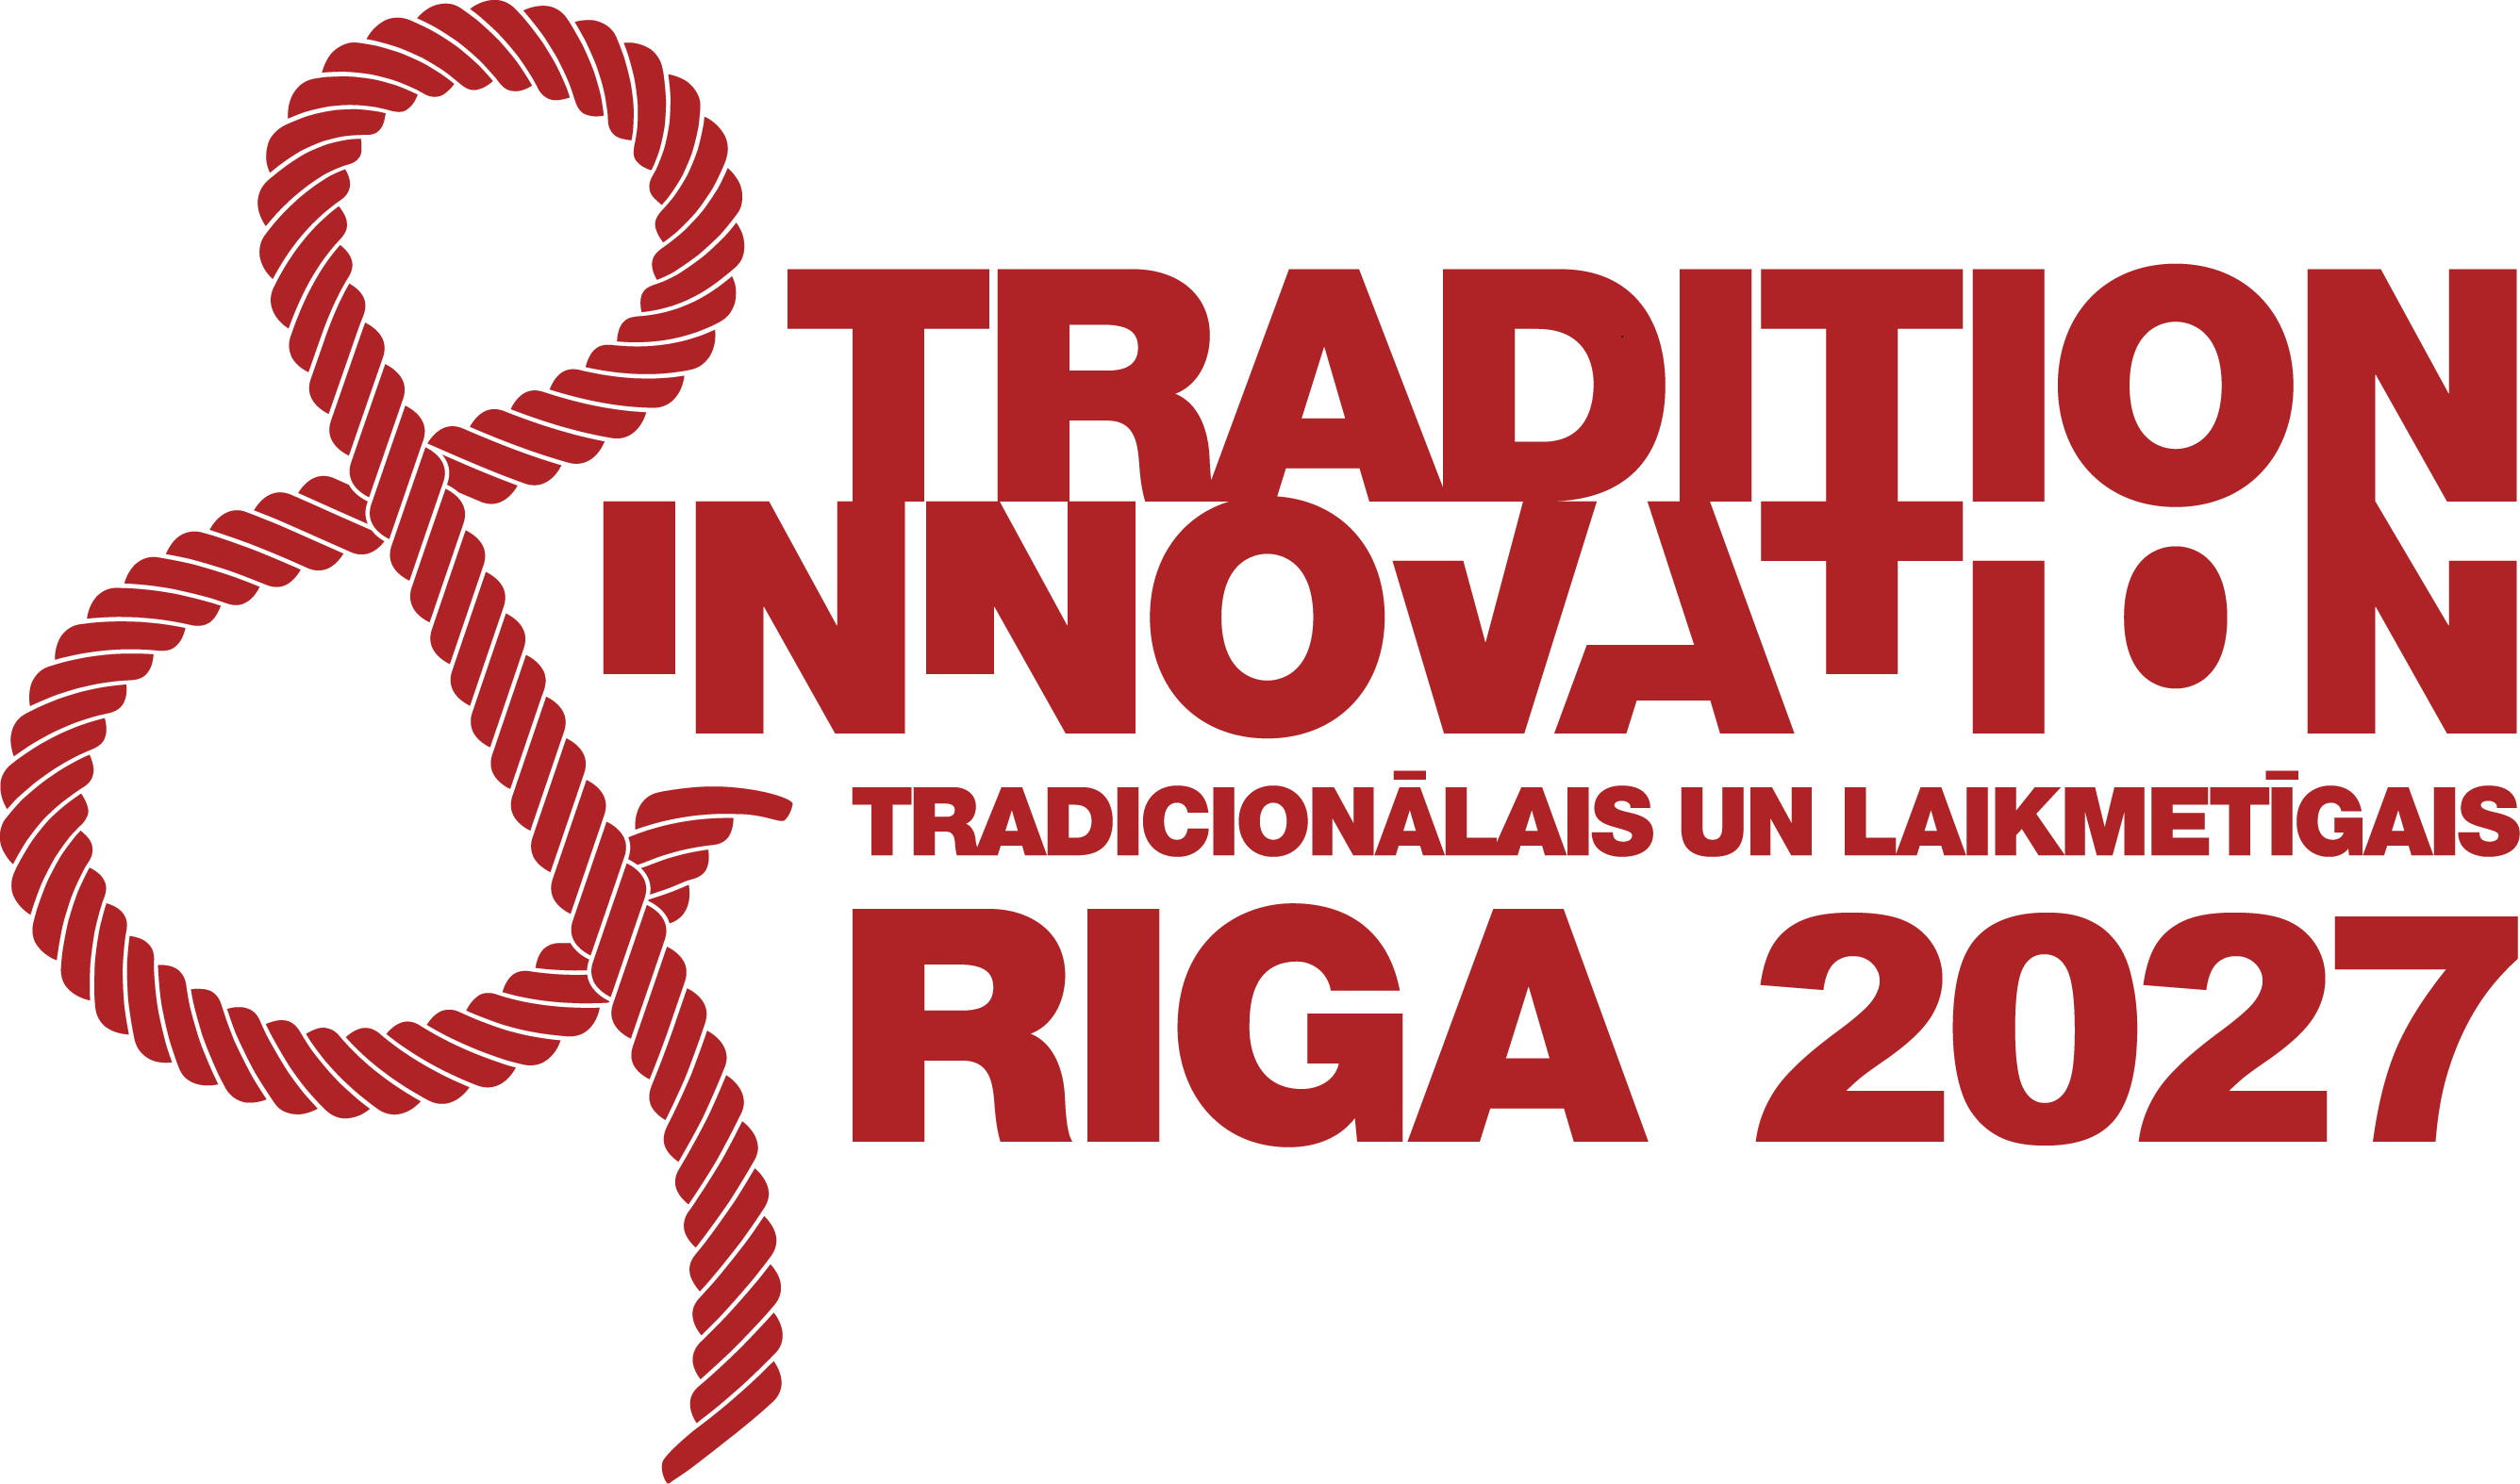 TRADITION
INNOVATION
TRADICIONĀLAIS UN LAIKMETĪGAIS
RIGA 2027